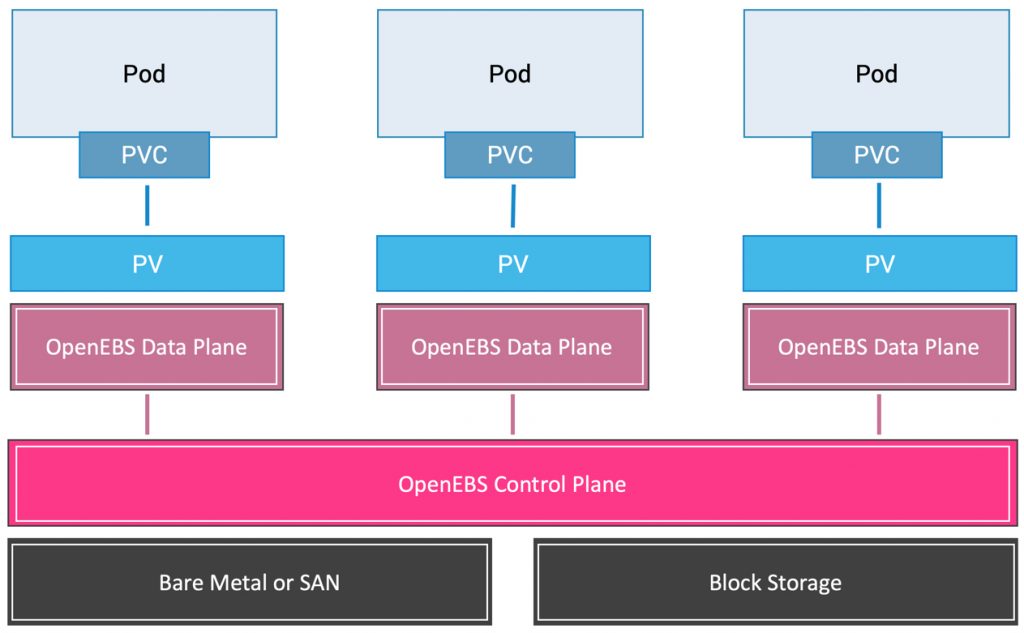 Pod
Pod
Pod
PVC
PVC
PVC
PV
PV
PV
OpenEBS Data Plane
OpenEBS Data Plane
OpenEBS Data Plane
OpenEBS Control Plane
Bare Metal or SAN
Block Storage